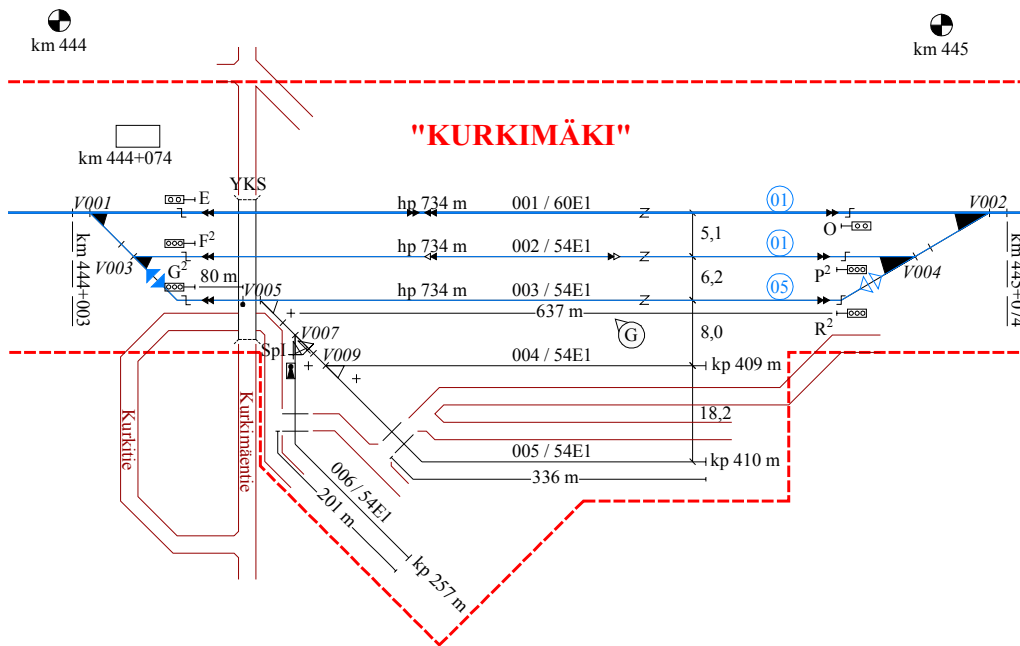 km 444
km 445
"KURKIMÄKI"
km 444+074
YKS
V001
E
hp 734 m
001 / 60E1
01
O
V002
5,1
V003
F²
hp 734 m
002 / 54E1
01
P²
V004
G²
80 m
6,2
V005
hp 734 m
003 / 54E1
05
km 444+003
km 445+074
637 m
R²
G
8,0
V007
SpI
V009
004 / 54E1
kp 409 m
18,2
Kurkitie
Kurkimäentie
005 / 54E1
kp 410 m
336 m
006 / 54E1
201 m
kp 257 m